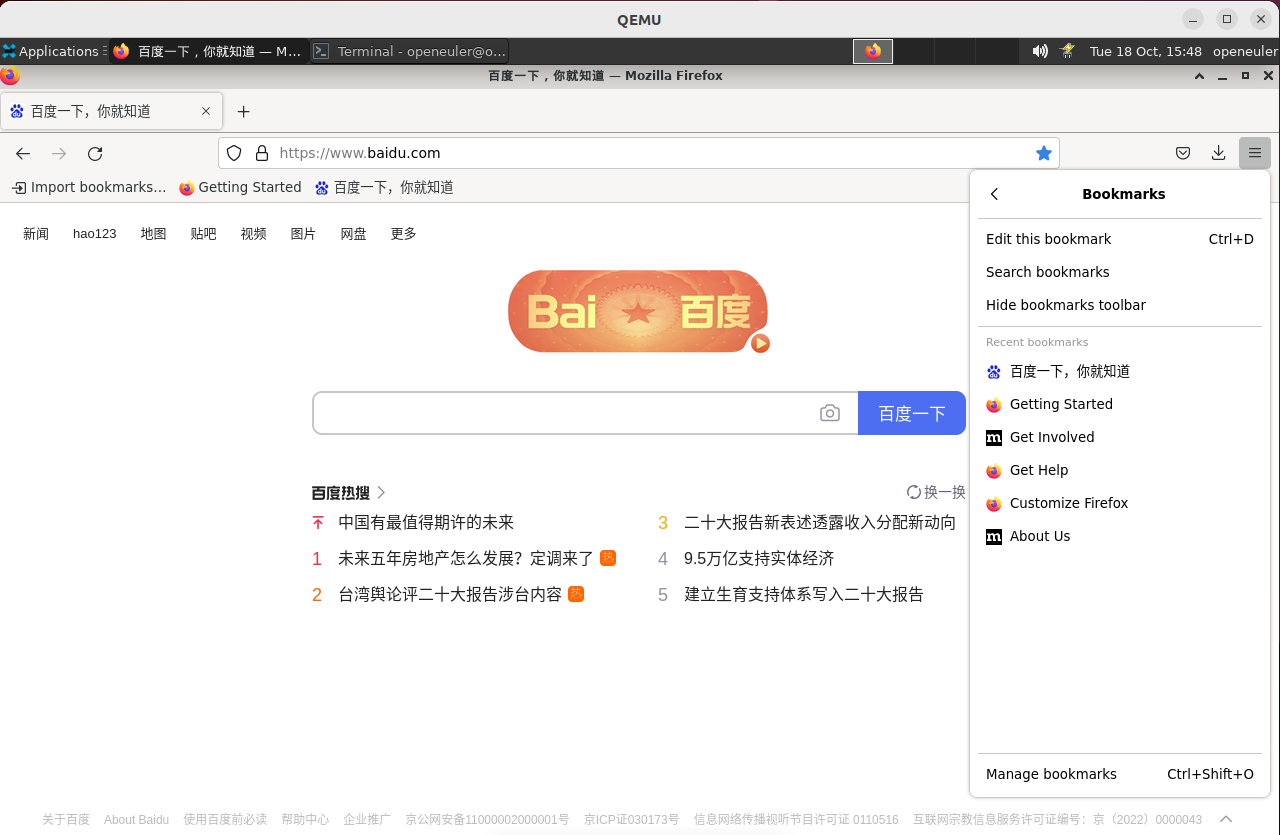 QEMU
Applications 百度一下，你就知道 — M... Terminal - openeuler@o... Tue 18 Oct, 15:48 openeuler
百度一下，你就知道 — Mozilla Firefox
百度一下，你就知道
https://www.baidu.com
Import bookmarks... Getting Started 百度一下，你就知道
新闻 hao123 地图 贴吧 视频 图片 网盘 更多
Bai 百度
百度一下
百度热搜 换一换
中国有最值得期许的未来
1 未来五年房地产怎么发展？定调来了 热
2 台湾舆论评二十大报告涉台内容 热
3 二十大报告新表述透露收入分配新动向
4 9.5万亿支持实体经济
5 建立生育支持体系写入二十大报告
Bookmarks
Edit this bookmark Ctrl+D
Search bookmarks
Hide bookmarks toolbar
Recent bookmarks
百度一下，你就知道
Getting Started
m Get Involved
Get Help
Customize Firefox
m About Us
Manage bookmarks Ctrl+Shift+O
关于百度 About Baidu 使用百度前必读 帮助中心 企业推广 京公网安备11000002000001号 京ICP证030173号 信息网络传播视听节目许可证 0110516 互联网宗教信息服务许可证编号：京（2022）0000043